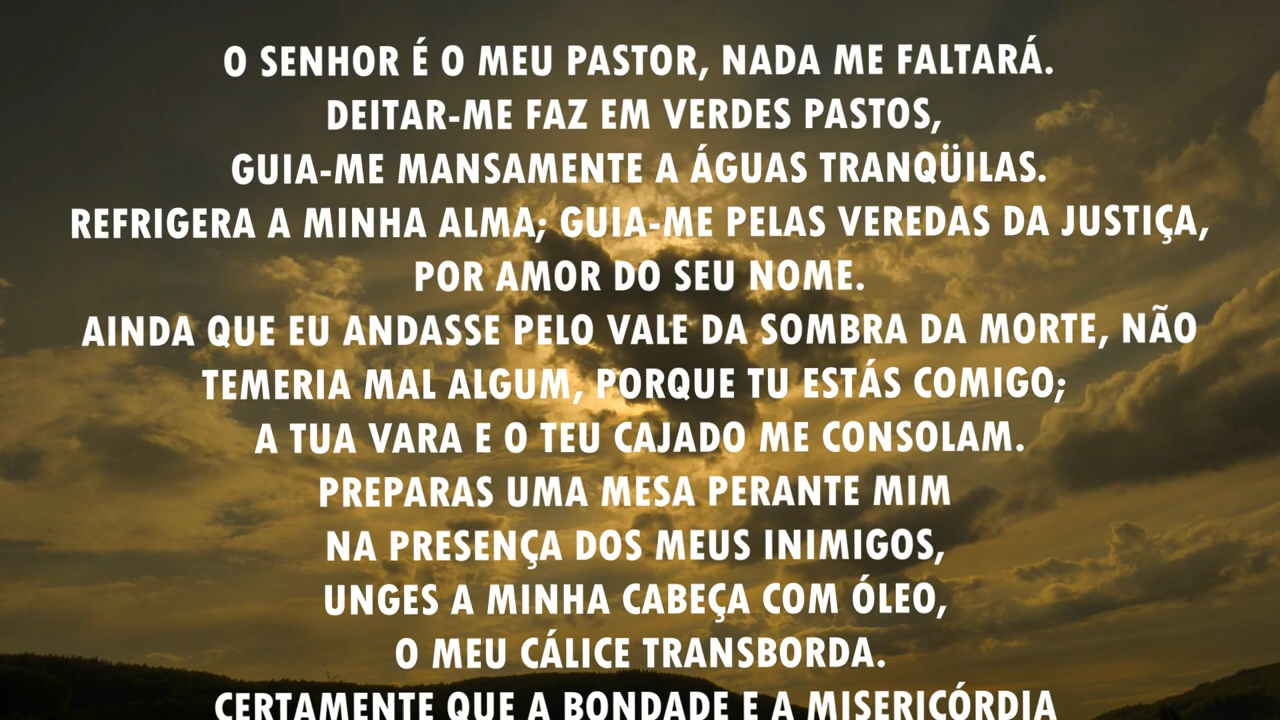 O SENHOR É O MEU PASTOR, NADA ME FALTARÁ.
DEITAR-ME FAZ EM VERDES PASTOS,
GUIA-ME MANSAMENTE A ÁGUAS TRANQÜILAS.
REFRIGERA A MINHA ALMA; GUIA-ME PELAS VEREDAS DA JUSTIÇA,
POR AMOR DO SEU NOME.
AINDA QUE EU ANDASSE PELO VALE DA SOMBRA DA MORTE, NÃO
TEMERIA MAL ALGUM, PORQUE TU ESTÁS COMIGO;
A TUA VARA E O TEU CAJADO ME CONSOLAM.
PREPARAS UMA MESA PERANTE MIM
NA PRESENÇA DOS MEUS INIMIGOS,
UNGES A MINHA CABEÇA COM ÓLEO,
O MEU CÁLICE TRANSBORDA.
CERTAMENTE QUE A BONDADE E A MISERICÓRDIA